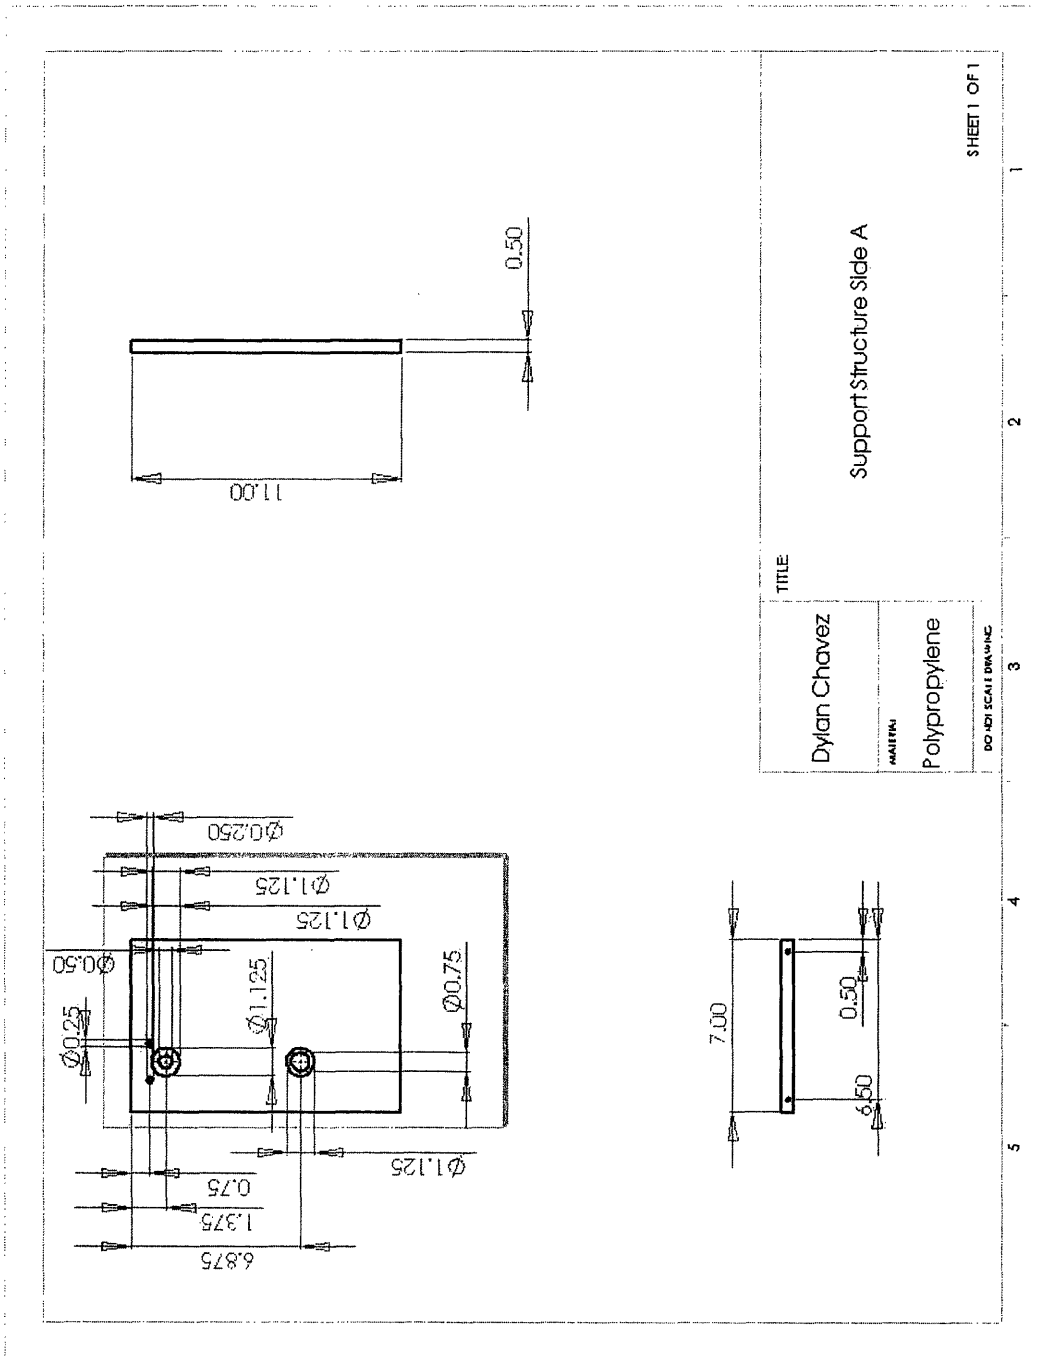 Ø0.250
Ø1.125
Ø1.125
Ø0.50
Ø0.25
Ø1.125
Ø0.75
Ø1.125
0.75
1.375
6.875
11.00
0.50
7.00
0.50
6.50
Dylan Chavez
MATERIAL
Polypropylene
DO NOT SCALE DRAWING
TITLE:
Support Structure Side A
SHEET 1 OF 1
5
4
3
2
1